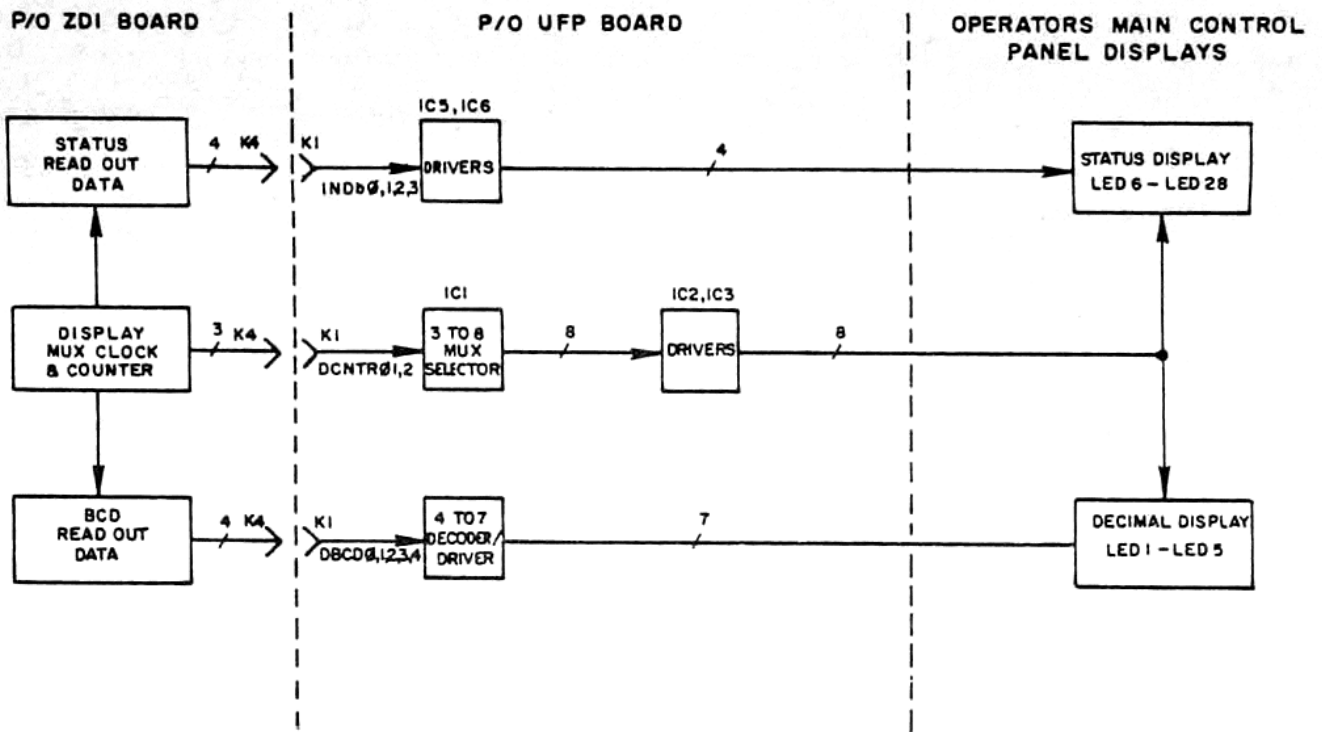 P/O ZDI BOARD
P/O UFP BOARD
OPERATORS MAIN CONTROL
PANEL DISPLAYS
STATUS
READ OUT
DATA
4
K4
K1
INDbØ,1,2,3
IC5, IC6
DRIVERS
4
STATUS DISPLAY
LED 6 - LED 28
DISPLAY
MUX CLOCK
& COUNTER
3
K4
K1
DCNTRØ1,2
IC1
3 TO 8
MUX
SELECTOR
8
IC2, IC3
DRIVERS
8
BCD
READ OUT
DATA
4
K4
K1
DBCDØ,1,2,3,4
4 TO 7
DECODER/
DRIVER
7
DECIMAL DISPLAY
LED 1 - LED 5